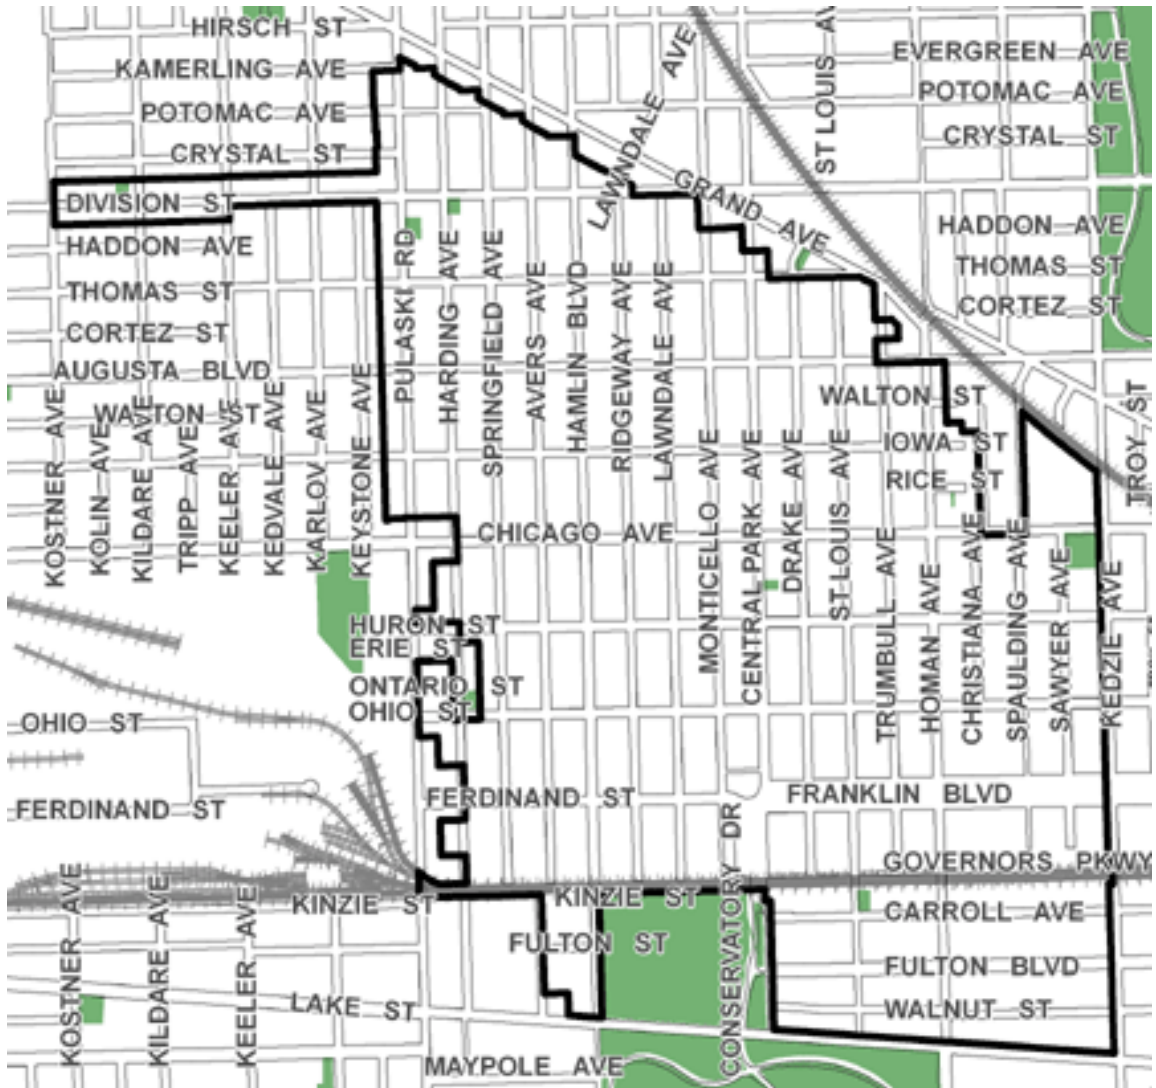 HIRSCH ST
KAMERLING AVE
POTOMAC AVE
CRYSTAL ST
DIVISION ST
HADDON AVE
THOMAS ST
CORTEZ ST
AUGUSTA BLVD
WALTON ST
LAWNDALE AVE
GRAND AVE
ST LOUIS AV
EVERGREEN AVE
POTOMAC AVE
CRYSTAL ST
HADDON AVE
THOMAS ST
CORTEZ ST
WALTON ST
IOWA ST
RICE ST
TROY ST
KOSTNER AVE
KOLIN AVE
KILDARE AVE
TRIPP AVE
KEELER AVE
KEDVALE AVE
KARLOV AVE
KEYSTONE AVE
PULASKI RD
HARDING AVE
SPRINGFIELD AVE
AVERS AVE
HAMLIN BLVD
RIDGEWAY AVE
LAWNDALE AVE
MONTICELLO AVE
CENTRAL PARK AVE
DRAKE AVE
ST LOUIS AVE
TRUMBULL AVE
HOMAN AVE
CHRISTIANA AVE
SPAULDING AVE
SAWYER AVE
KEDZIE AVE
CHICAGO AVE
HURON ST
ERIE ST
ONTARIO ST
OHIO ST
OHIO ST
FERDINAND ST
FERDINAND ST
FRANKLIN BLVD
GOVERNORS PKWY
KINZIE ST
KINZIE ST
CARROLL AVE
FULTON ST
FULTON BLVD
WALNUT ST
LAKE ST
MAYPOLE AVE
KOSTNER AVE
KILDARE AVE
KEELER AVE
CONSERVATORY DR